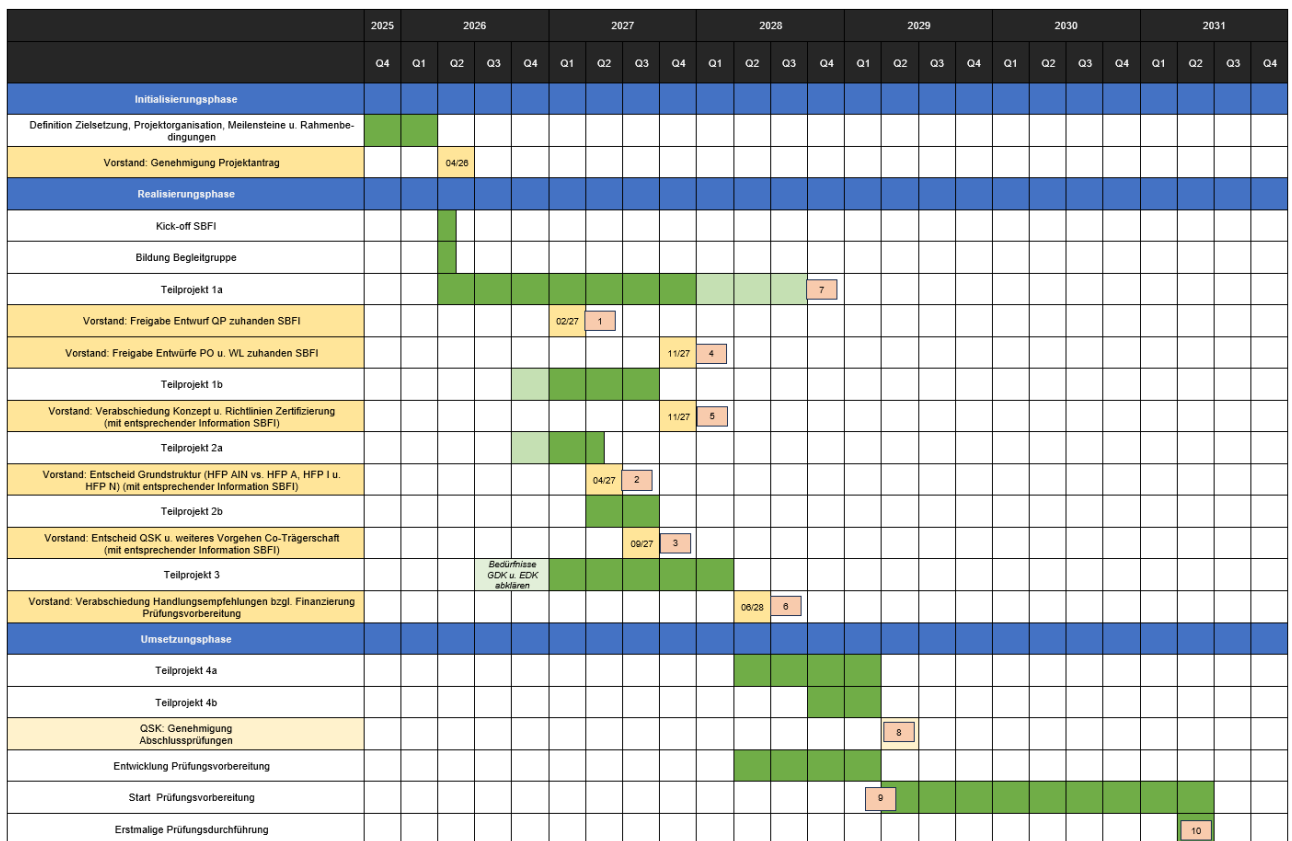 2025 2026 2027 2028 2029 2030 2031
Q4 Q1 Q2 Q3 Q4 Q1 Q2 Q3 Q4 Q1 Q2 Q3 Q4 Q1 Q2 Q3 Q4 Q1 Q2 Q3 Q4 Q1 Q2 Q3 Q4
Initialisierungsphase
Definition Zielsetzung, Projektorganisation, Meilensteine u. Rahmenbe-
dingungen
Vorstand: Genehmigung Projektantrag 04/26
Realisierungsphase
Kick-off SBFI
Bildung Begleitgruppe
Teilprojekt 1a 7
Vorstand: Freigabe Entwurf QP zuhanden SBFI 02/27 1
Vorstand: Freigabe Entwürfe PO u. WL zuhanden SBFI 11/27 4
Teilprojekt 1b
Vorstand: Verabschiedung Konzept u. Richtlinien Zertifizierung
(mit entsprechender Information SBFI) 11/27 5
Teilprojekt 2a
Vorstand: Entscheid Grundstruktur (HFP AIN vs. HFP A, HFP I u.
HFP N) (mit entsprechender Information SBFI) 04/27 2
Teilprojekt 2b
Vorstand: Entscheid QSK u. weiteres Vorgehen Co-Trägerschaft
(mit entsprechender Information SBFI) 09/27 3
Teilprojekt 3
Bedürfnisse
GDK u. EDK
abklären
Vorstand: Verabschiedung Handlungsempfehlungen bzgl. Finanzierung
Prüfungsvorbereitung 06/28 6
Umsetzungsphase
Teilprojekt 4a
Teilprojekt 4b
QSK: Genehmigung
Abschlussprüfungen 8
Entwicklung Prüfungsvorbereitung
Start Prüfungsvorbereitung 9
Erstmalige Prüfungsdurchführung 10